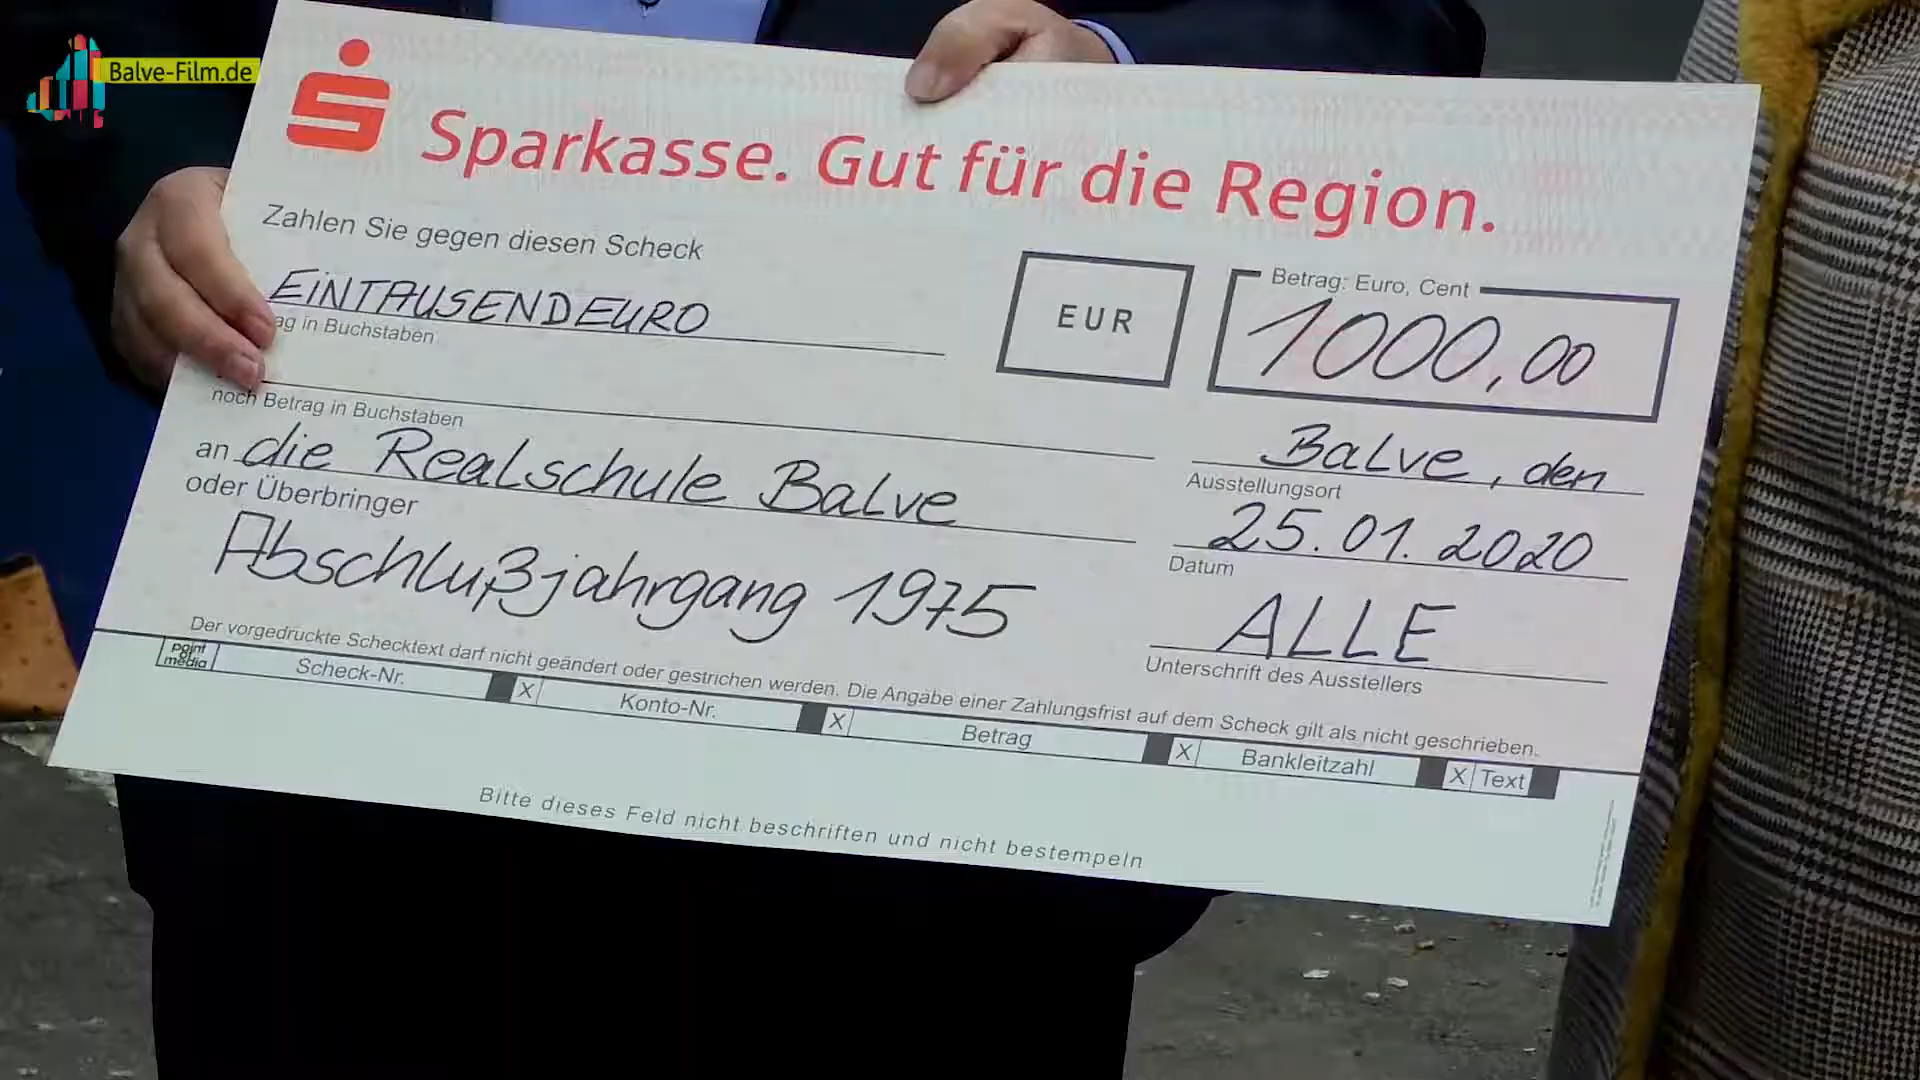 Balve-Film.de
Sparkasse. Gut für die Region.
Zahlen Sie gegen diesen Scheck
EINTAUSENDEURO
ag in Buchstaben
EUR
Betrag: Euro, Cent
1000,00
noch Betrag in Buchstaben
an die Realschule Balve
oder Überbringer
Balve, den
Ausstellungsort
25.01.2020
Datum
Abschlußjahrgang 1975
ALLE
Unterschrift des Ausstellers
Der vorgedruckte Schecktext darf nicht geändert oder gestrichen werden. Die Angabe einer Zahlungsfrist auf dem Scheck gilt als nicht geschrieben.
point of media
Scheck-Nr. X Konto-Nr. X Betrag X Bankleitzahl X Text
Bitte dieses Feld nicht beschriften und nicht bestempeln